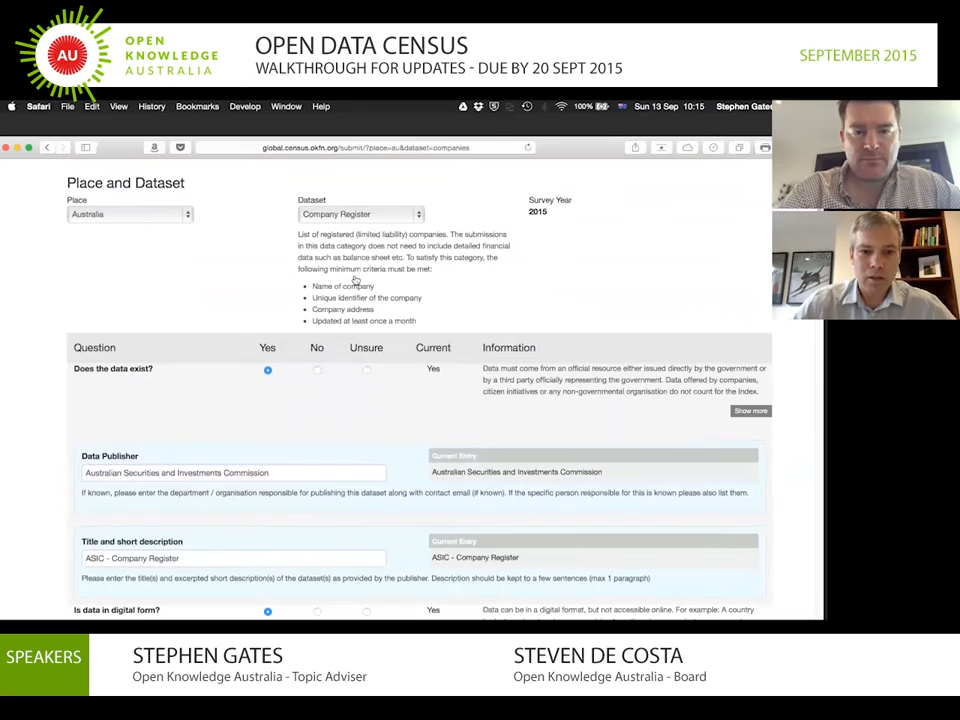 AU
OPEN
KNOWLEDGE
AUSTRALIA
OPEN DATA CENSUS
WALKTHROUGH FOR UPDATES - DUE BY 20 SEPT 2015
SEPTEMBER 2015
Safari File Edit View History Bookmarks Develop Window Help
100% Sun 13 Sep 10:15 Stephen Gates
global.census.okfn.org/submit/?place=au&dataset=companies
Place and Dataset
Place
Australia
Dataset
Company Register
List of registered (limited liability) companies. The submissions
in this data category does not need to include detailed financial
data such as balance sheet etc. To satisfy this category, the
following minimum criteria must be met:
• Name of company
• Unique identifier of the company
• Company address
• Updated at least once a month
Survey Year
2015
Question Yes No Unsure Current Information
Does the data exist? Yes
Data must come from an official resource either issued directly by the government or
by a third party officially representing the government. Data offered by companies,
citizen initiatives or any non-governmental organisation do not count for the Index.
Show more
Data Publisher
Australian Securities and Investments Commission
Current Entry
Australian Securities and Investments Commission
If known, please enter the department / organisation responsible for publishing this dataset along with contact email (if known). If the specific person responsible for this is known please also list them.
Title and short description
ASIC - Company Register
Current Entry
ASIC - Company Register
Please enter the title(s) and excerpted short description(s) of the dataset(s) as provided by the publisher. Description should be kept to a few sentences (max 1 paragraph)
Is data in digital form? Yes
Data can be in a digital format, but not accessible online. For example: A country
SPEAKERS
STEPHEN GATES
Open Knowledge Australia - Topic Adviser
STEVEN DE COSTA
Open Knowledge Australia - Board